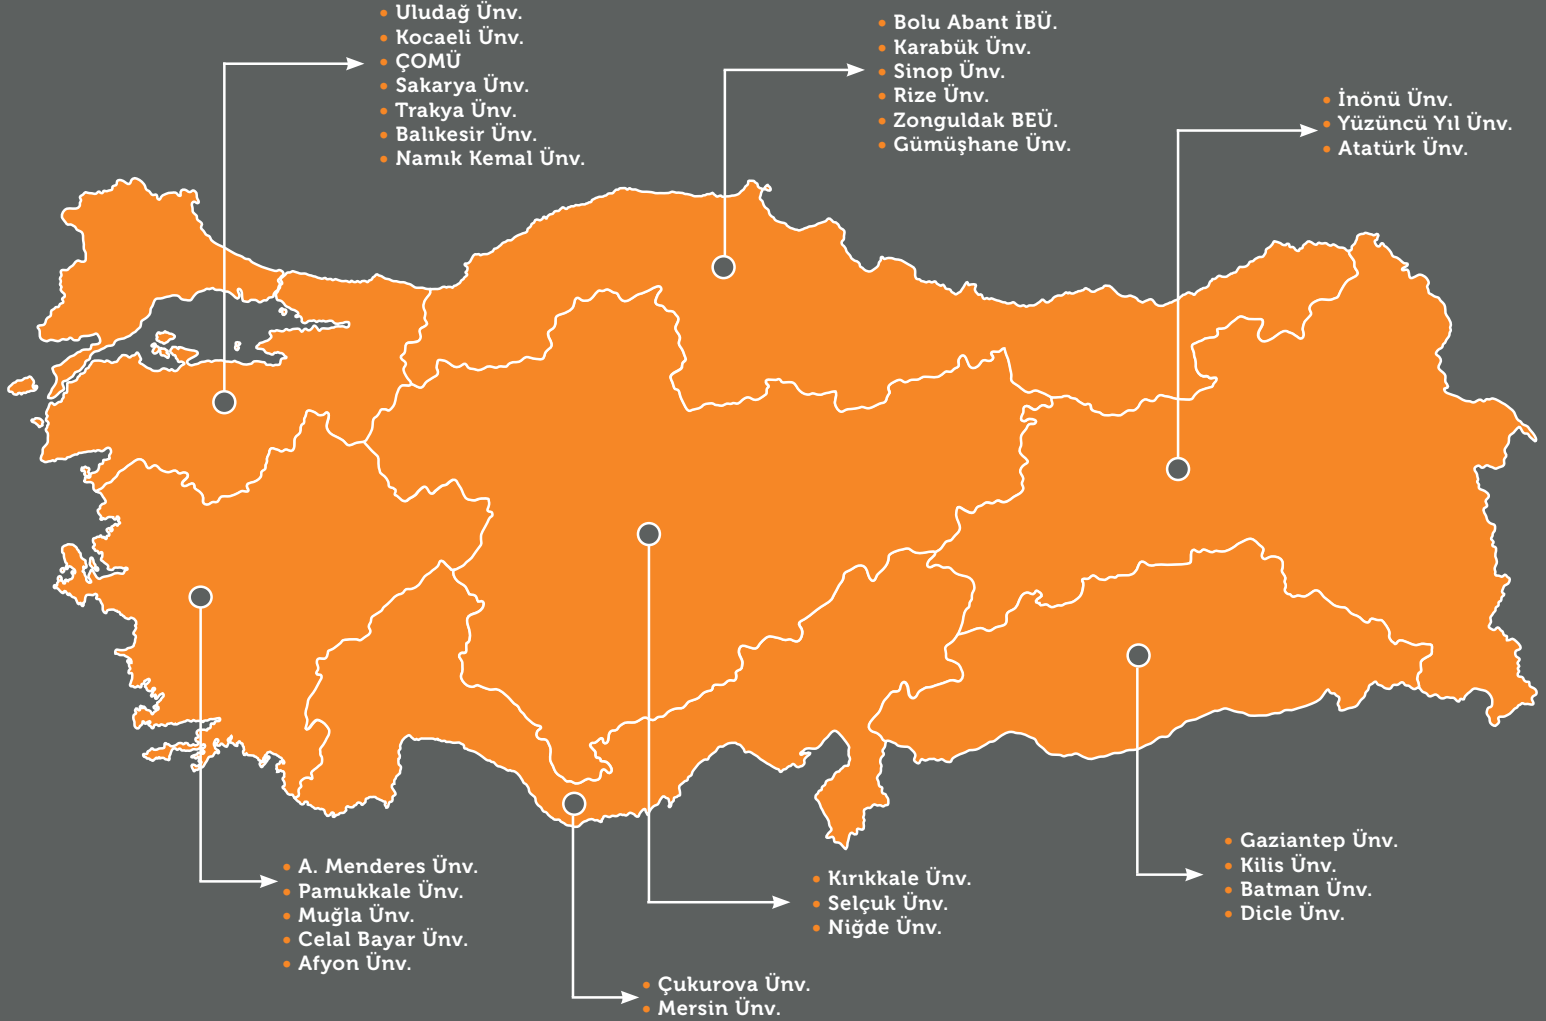 • Uludağ Ünv.
• Kocaeli Ünv.
• ÇOMÜ
• Sakarya Ünv.
• Trakya Ünv.
• Balıkesir Ünv.
• Namık Kemal Ünv.
• Bolu Abant İBÜ.
• Karabük Ünv.
• Sinop Ünv.
• Rize Ünv.
• Zonguldak BEÜ.
• Gümüşhane Ünv.
• İnönü Ünv.
• Yüzüncü Yıl Ünv.
• Atatürk Ünv.
• A. Menderes Ünv.
• Pamukkale Ünv.
• Muğla Ünv.
• Celal Bayar Ünv.
• Afyon Ünv.
• Çukurova Ünv.
• Mersin Ünv.
• Kırıkkale Ünv.
• Selçuk Ünv.
• Niğde Ünv.
• Gaziantep Ünv.
• Kilis Ünv.
• Batman Ünv.
• Dicle Ünv.